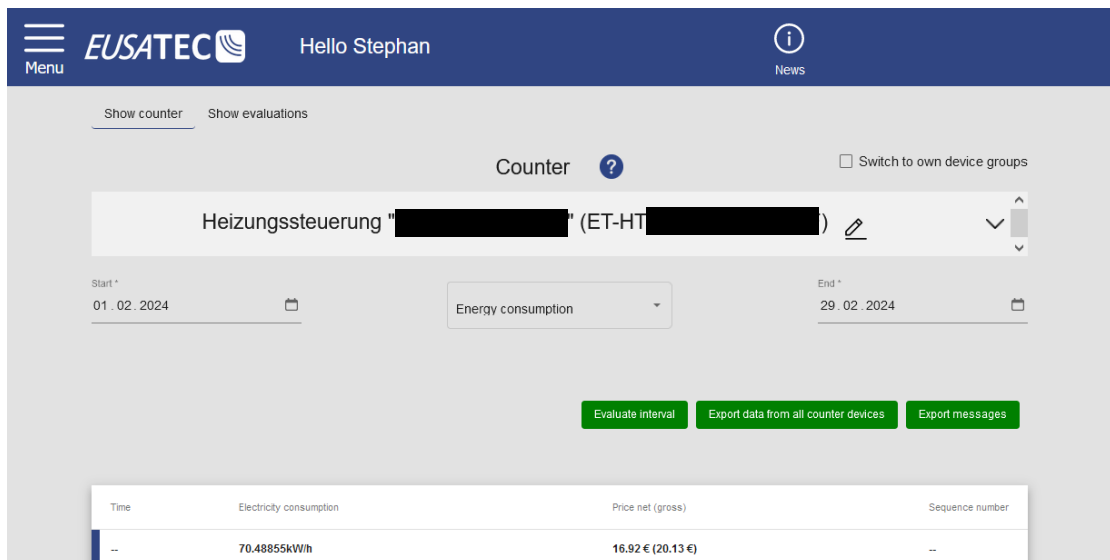 Menu
EUSATEC
Hello Stephan
News
Show counter Show evaluations
Counter ?
Switch to own device groups
Heizungssteuerung " " (ET-HT )
Start *
01 . 02 . 2024
Energy consumption
End *
29 . 02 . 2024
Evaluate interval Export data from all counter devices Export messages
Time Electricity consumption Price net (gross) Sequence number
-- 70.48855kW/h 16.92 € (20.13 €) --